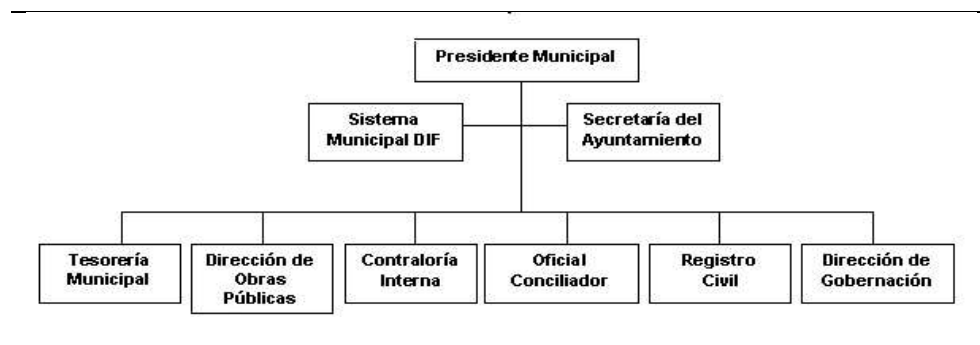 Presidente Municipal
Sistema
Municipal DIF
Secretaría del
Ayuntamiento
Tesorería
Municipal
Dirección de
Obras
Públicas
Contraloría
Interna
Oficial
Conciliador
Registro
Civil
Dirección de
Gobernación